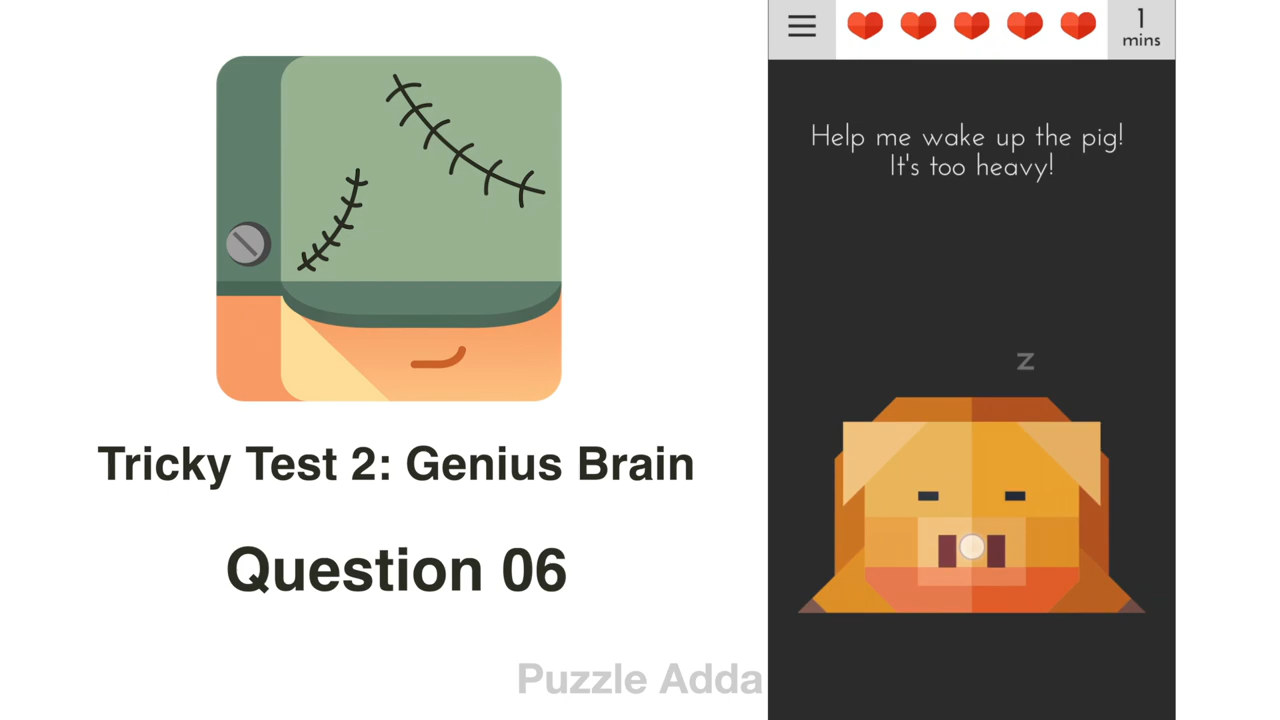 Tricky Test 2: Genius Brain
Question 06
Puzzle Adda
1
mins
Help me wake up the pig!
It's too heavy!
z